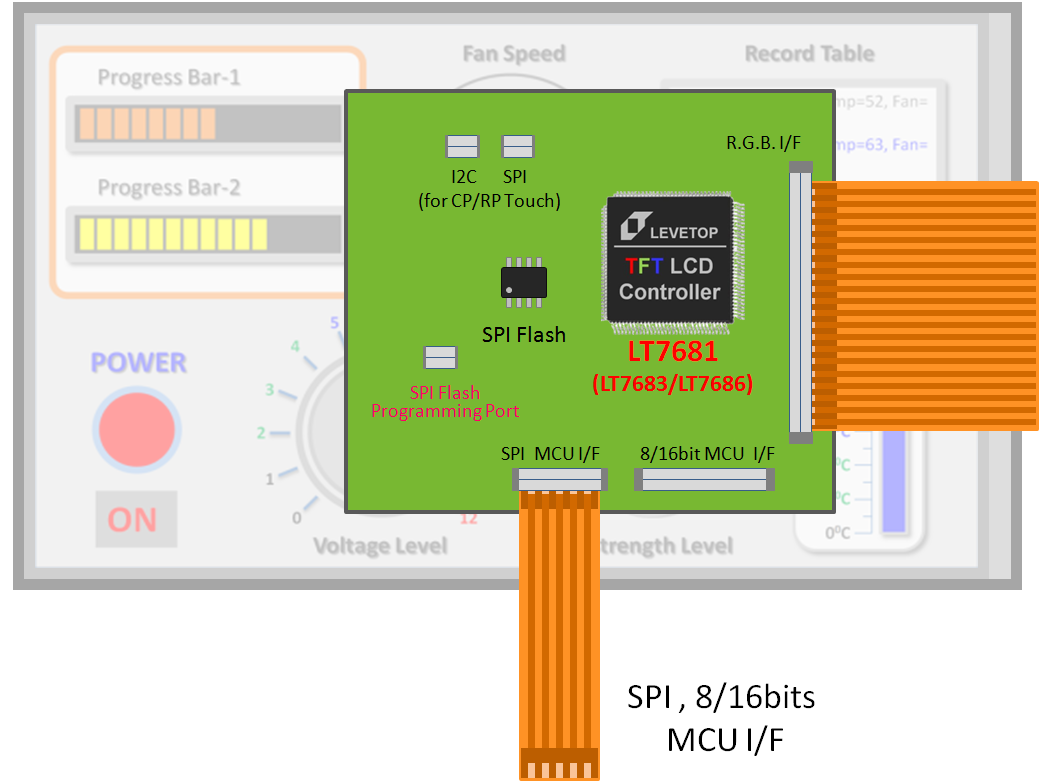 Fan Speed
Record Table
Progress Bar-1
mp=52, Fan=
R.G.B. I/F
mp=63, Fan=
I2C SPI
(for CP/RP Touch)
Progress Bar-2
LEVETOP
TFT LCD
Controller
SPI Flash
LT7681
(LT7683/LT7686)
SPI Flash
Programming Port
5
4
3
2
1
0
POWER
ON
SPI MCU I/F
8/16bit MCU I/F
12
°C
°C
0°C
Voltage Level
trength Level
SPI , 8/16bits
MCU I/F